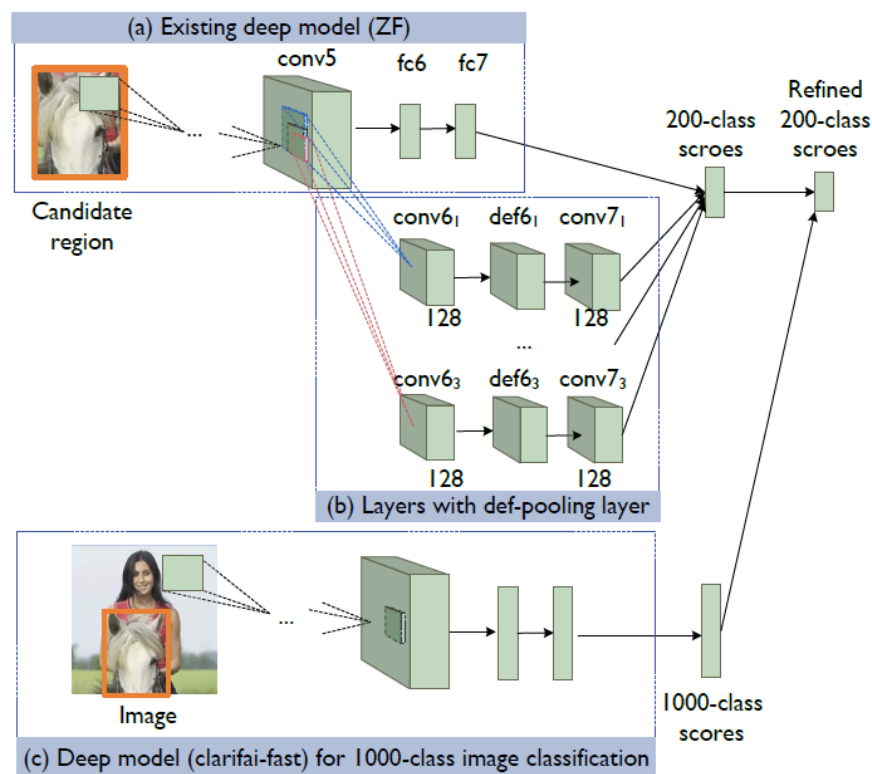 (a) Existing deep model (ZF)
conv5
fc6
fc7
...
Candidate
region
200-class
scroes
Refined
200-class
scroes
conv6₁
def6₁
conv7₁
128
128
...
conv6₃
def6₃
conv7₃
128
128
(b) Layers with def-pooling layer
...
Image
1000-class
scores
(c) Deep model (clarifai-fast) for 1000-class image classification